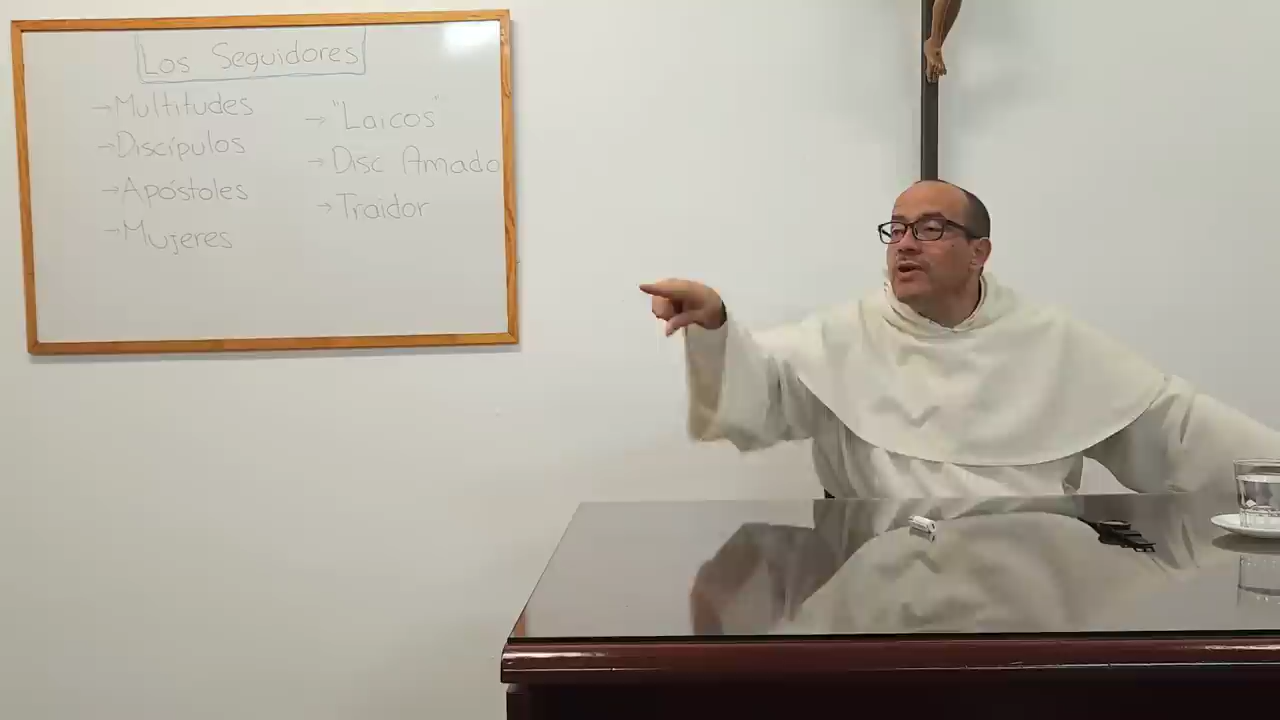 Los Seguidores
→Multitudes
→Discípulos
→Apóstoles
→Mujeres
→"Laicos"
→Disc Amado
→Traidor